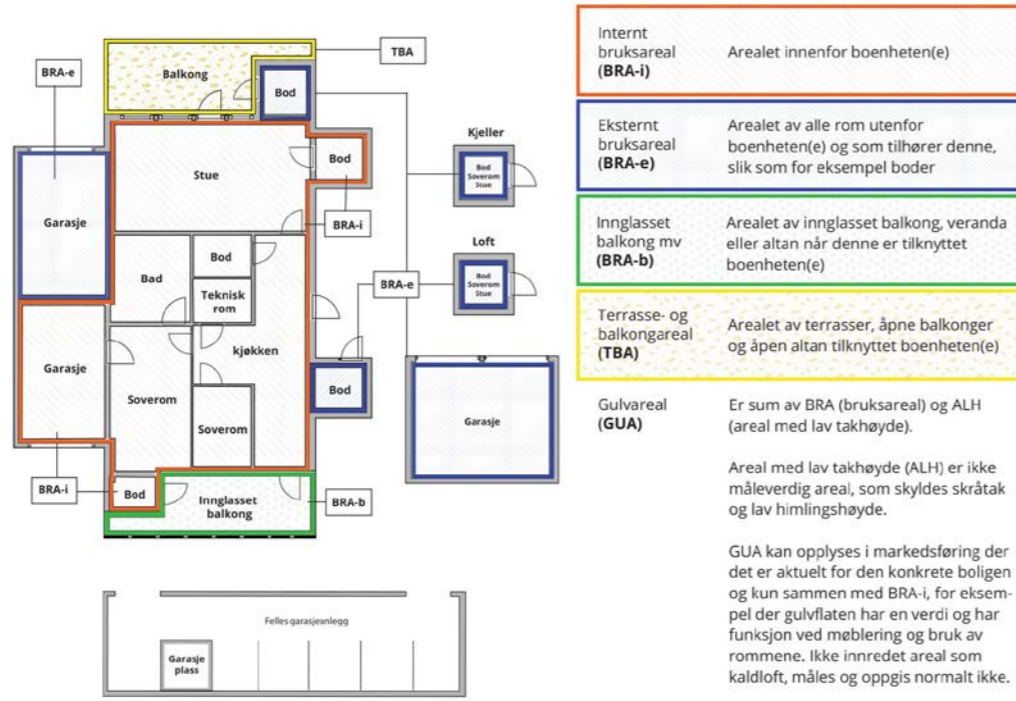 TBA
BRA-e
Balkong
Bod
Kjeller
Bod
Soverom
Stue
Stue
Bod
Garasje
BRA-i
Loft
Bad
Bod
Teknisk
rom
BRA-e
Bod
Soverom
Stue
kjøkken
Garasje
Soverom
Bod
Garasje
Soverom
BRA-i
Bod
Innglasset
balkong
BRA-b
Felles garasjeanlegg
Garasje
plass
Internt
bruksareal
(BRA-i)
Arealet innenfor boenheten(e)
Eksternt
bruksareal
(BRA-e)
Arealet av alle rom utenfor
boenheten(e) og som tilhører denne,
slik som for eksempel boder
Innglasset
balkong mv
(BRA-b)
Arealet av innglasset balkong, veranda
eller altan når denne er tilknyttet
boenheten(e)
Terrasse- og
balkongareal
(TBA)
Arealet av terrasser, åpne balkonger
og åpen altan tilknyttet boenheten(e)
Gulvareal
(GUA)
Er sum av BRA (bruksareal) og ALH
(areal med lav takhøyde).
Areal med lav takhøyde (ALH) er ikke
måleverdig areal, som skyldes skråtak
og lav himlingshøyde.
GUA kan opplyses i markedsføring der
det er aktuelt for den konkrete boligen
og kun sammen med BRA-i, for eksem-
pel der gulvflaten har en verdi og har
funksjon ved møblering og bruk av
rommene. Ikke innredet areal som
kaldloft, måles og oppgis normalt ikke.